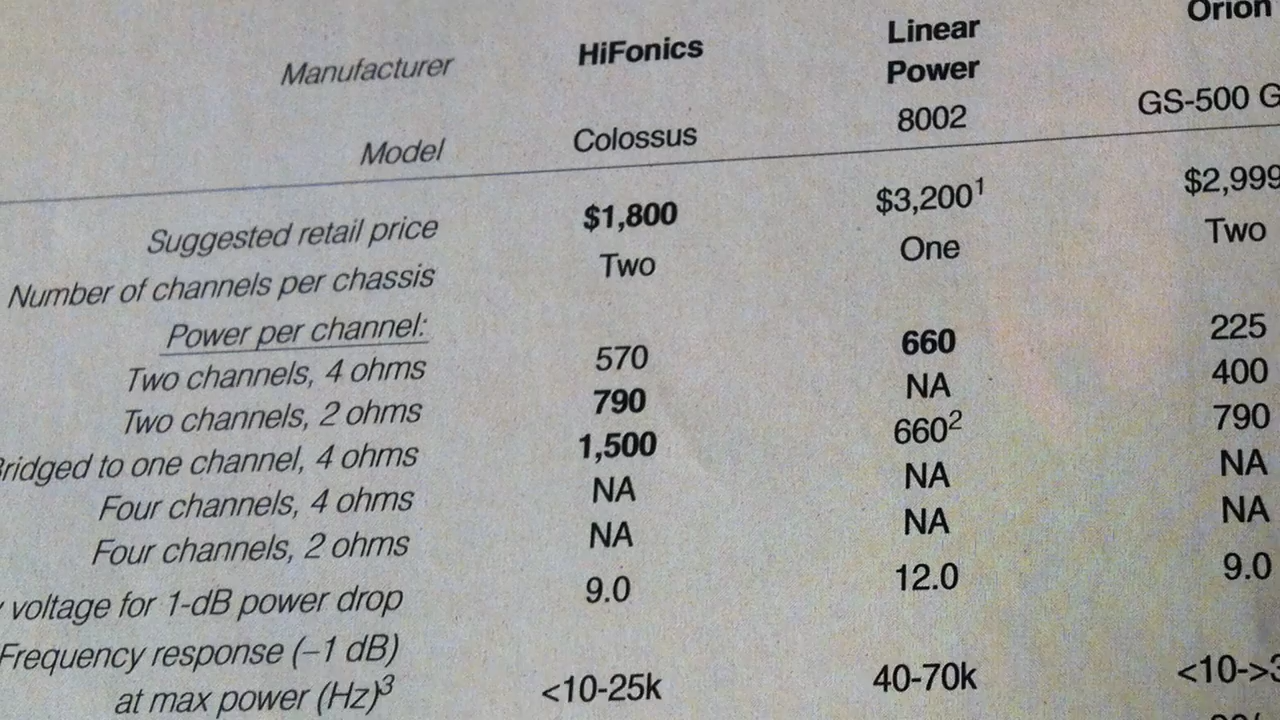 Manufacturer HiFonics Linear Power Orion
Model Colossus 8002 GS-500 G
Suggested retail price $1,800 $3,200¹ $2,999
Number of channels per chassis Two One Two
Power per channel:
Two channels, 4 ohms 570 660 225
Two channels, 2 ohms 790 NA 400
Bridged to one channel, 4 ohms 1,500 660² 790
Four channels, 4 ohms NA NA NA
Four channels, 2 ohms NA NA NA
voltage for 1-dB power drop 9.0 12.0 9.0
Frequency response (–1 dB)
at max power (Hz)³ <10-25k 40-70k <10->3